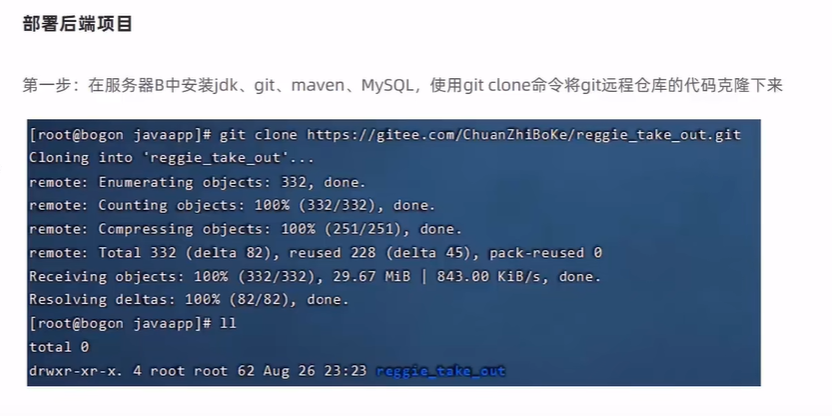 部署后端项目
第一步：在服务器B中安装jdk、git、maven、MySQL，使用git clone命令将git远程仓库的代码克隆下来
[root@bogon javaapp]# git clone https://gitee.com/ChuanZhiBoKe/reggie_take_out.git
Cloning into 'reggie_take_out'...
remote: Enumerating objects: 332, done.
remote: Counting objects: 100% (332/332), done.
remote: Compressing objects: 100% (251/251), done.
remote: Total 332 (delta 82), reused 228 (delta 45), pack-reused 0
Receiving objects: 100% (332/332), 29.67 MiB | 843.00 KiB/s, done.
Resolving deltas: 100% (82/82), done.
[root@bogon javaapp]# ll
total 0
drwxr-xr-x. 4 root root 62 Aug 26 23:23 reggie_take_out